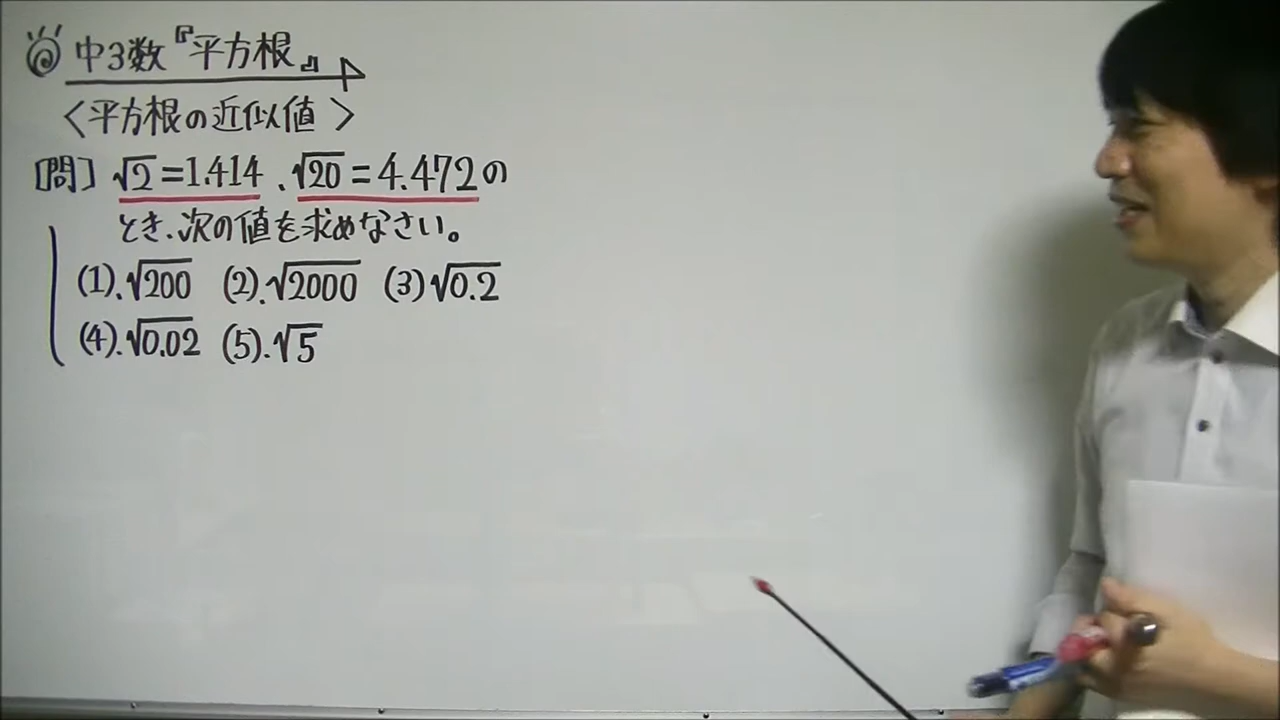 中3数『平方根』
〈平方根の近似値〉
[問] √2=1.414、√20=4.472の
とき、次の値を求めなさい。
(1).√200 (2).√2000 (3)√0.2
(4).√0.02 (5).√5